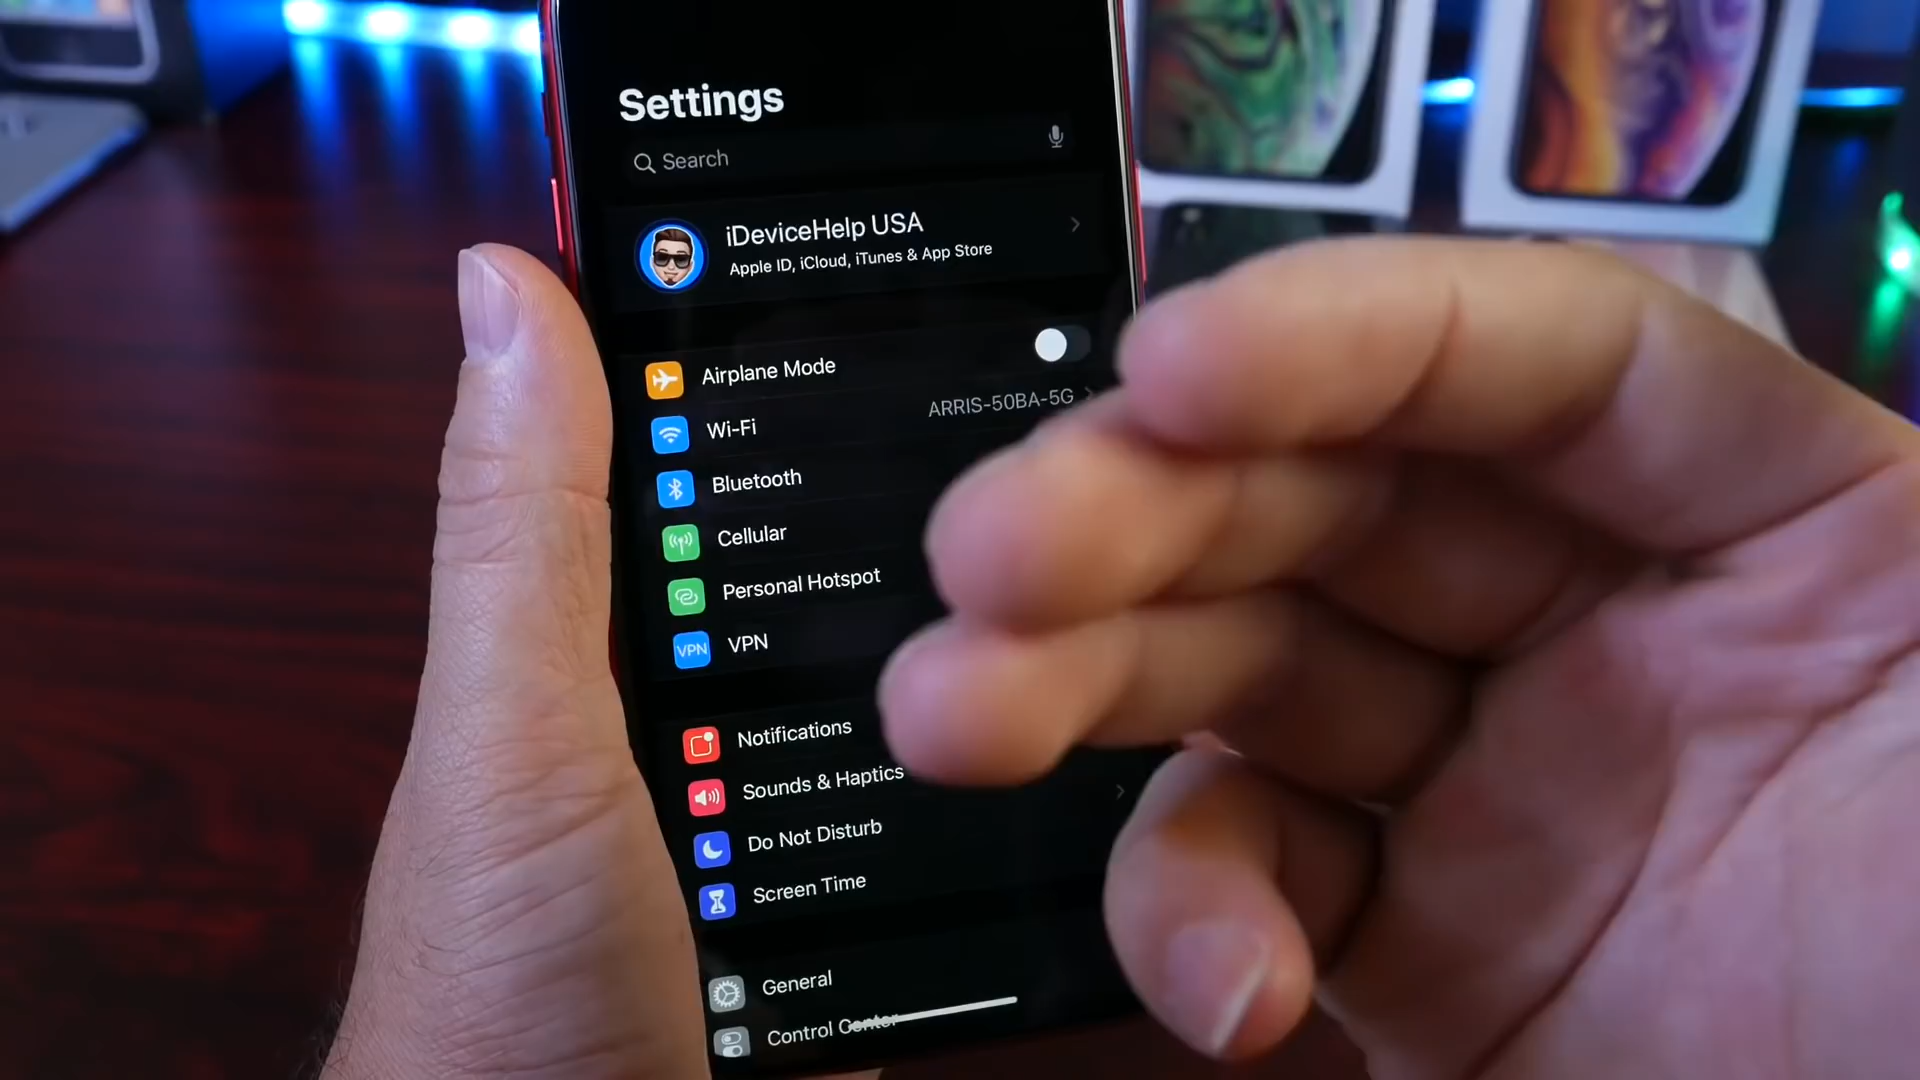 Settings
Search
iDeviceHelp USA
Apple ID, iCloud, iTunes & App Store
Airplane Mode
Wi-Fi
ARRIS-50BA-5G
Bluetooth
Cellular
Personal Hotspot
VPN VPN
Notifications
Sounds & Haptics
Do Not Disturb
Screen Time
General
Control Center